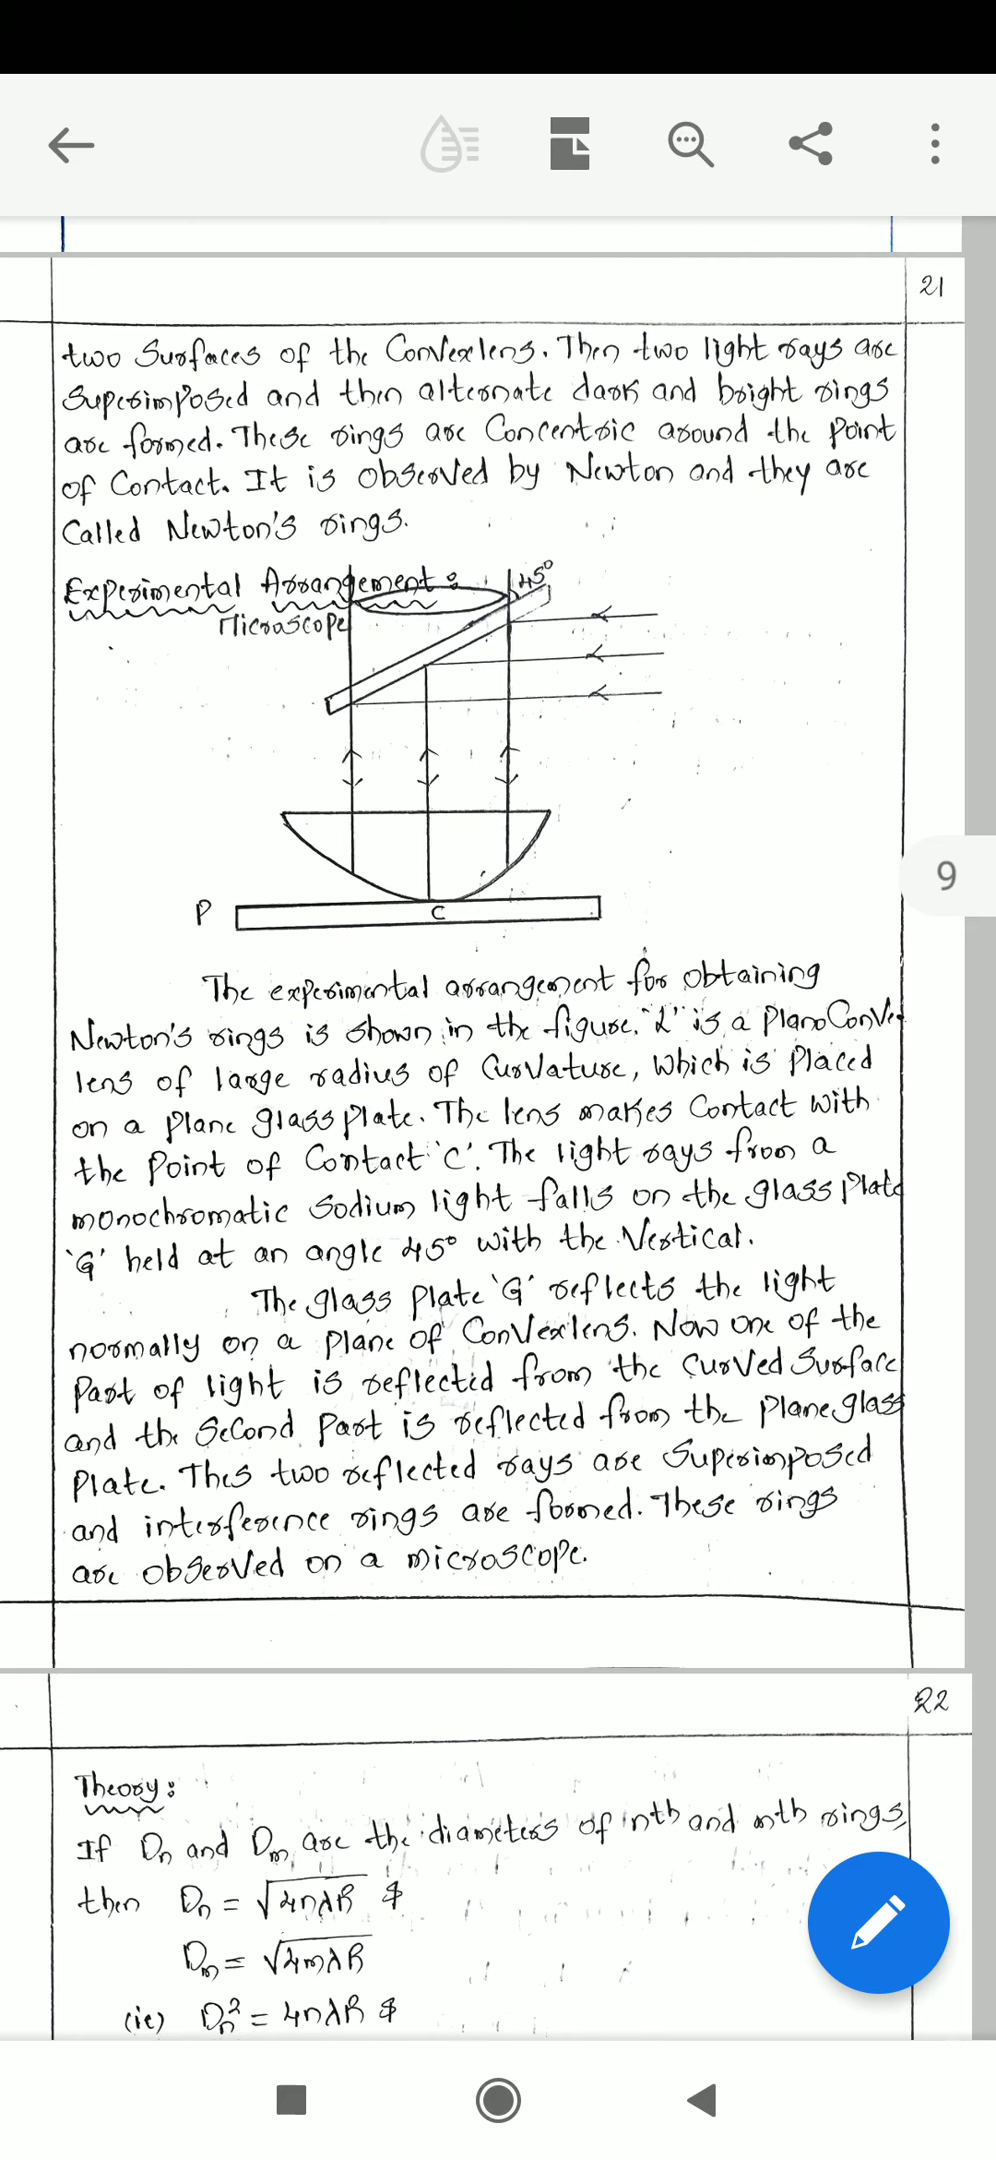 21
two Surfaces of the Convexlens. Then two light rays are
Superimposed and then alternate dark and bright rings
are formed. These rings are Concentric around the Point
of Contact. It is Observed by Newton and they are
Called Newton's rings.
Experimental Arrangement :
45°
Microscope
P
C
9
The experimental arrangement for obtaining
Newton's rings is shown in the figure. "L" is a PlanoConve
lens of large radius of Curvature, which is placed
on a plane glass plate. The lens makes Contact with
the Point of Contact 'C'. The light rays from a
monochromatic Sodium light falls on the glass plate
'G' held at an angle 45° with the Vertical.
The glass plate 'G' reflects the light
normally on a plane of Convexlens. Now one of the
Part of light is reflected from the Curved Surface
and the Second Part is reflected from the plane glass
Plate. Thes two reflected rays are Superimposed
and interference rings are formed. These rings
are observed on a microscope.
22
Theory :
If Dn and Dm are the diameters of nth and mth rings,
then Dn = √4nλR &
Dm = √4mλR
(ie) Dn² = 4nλR &